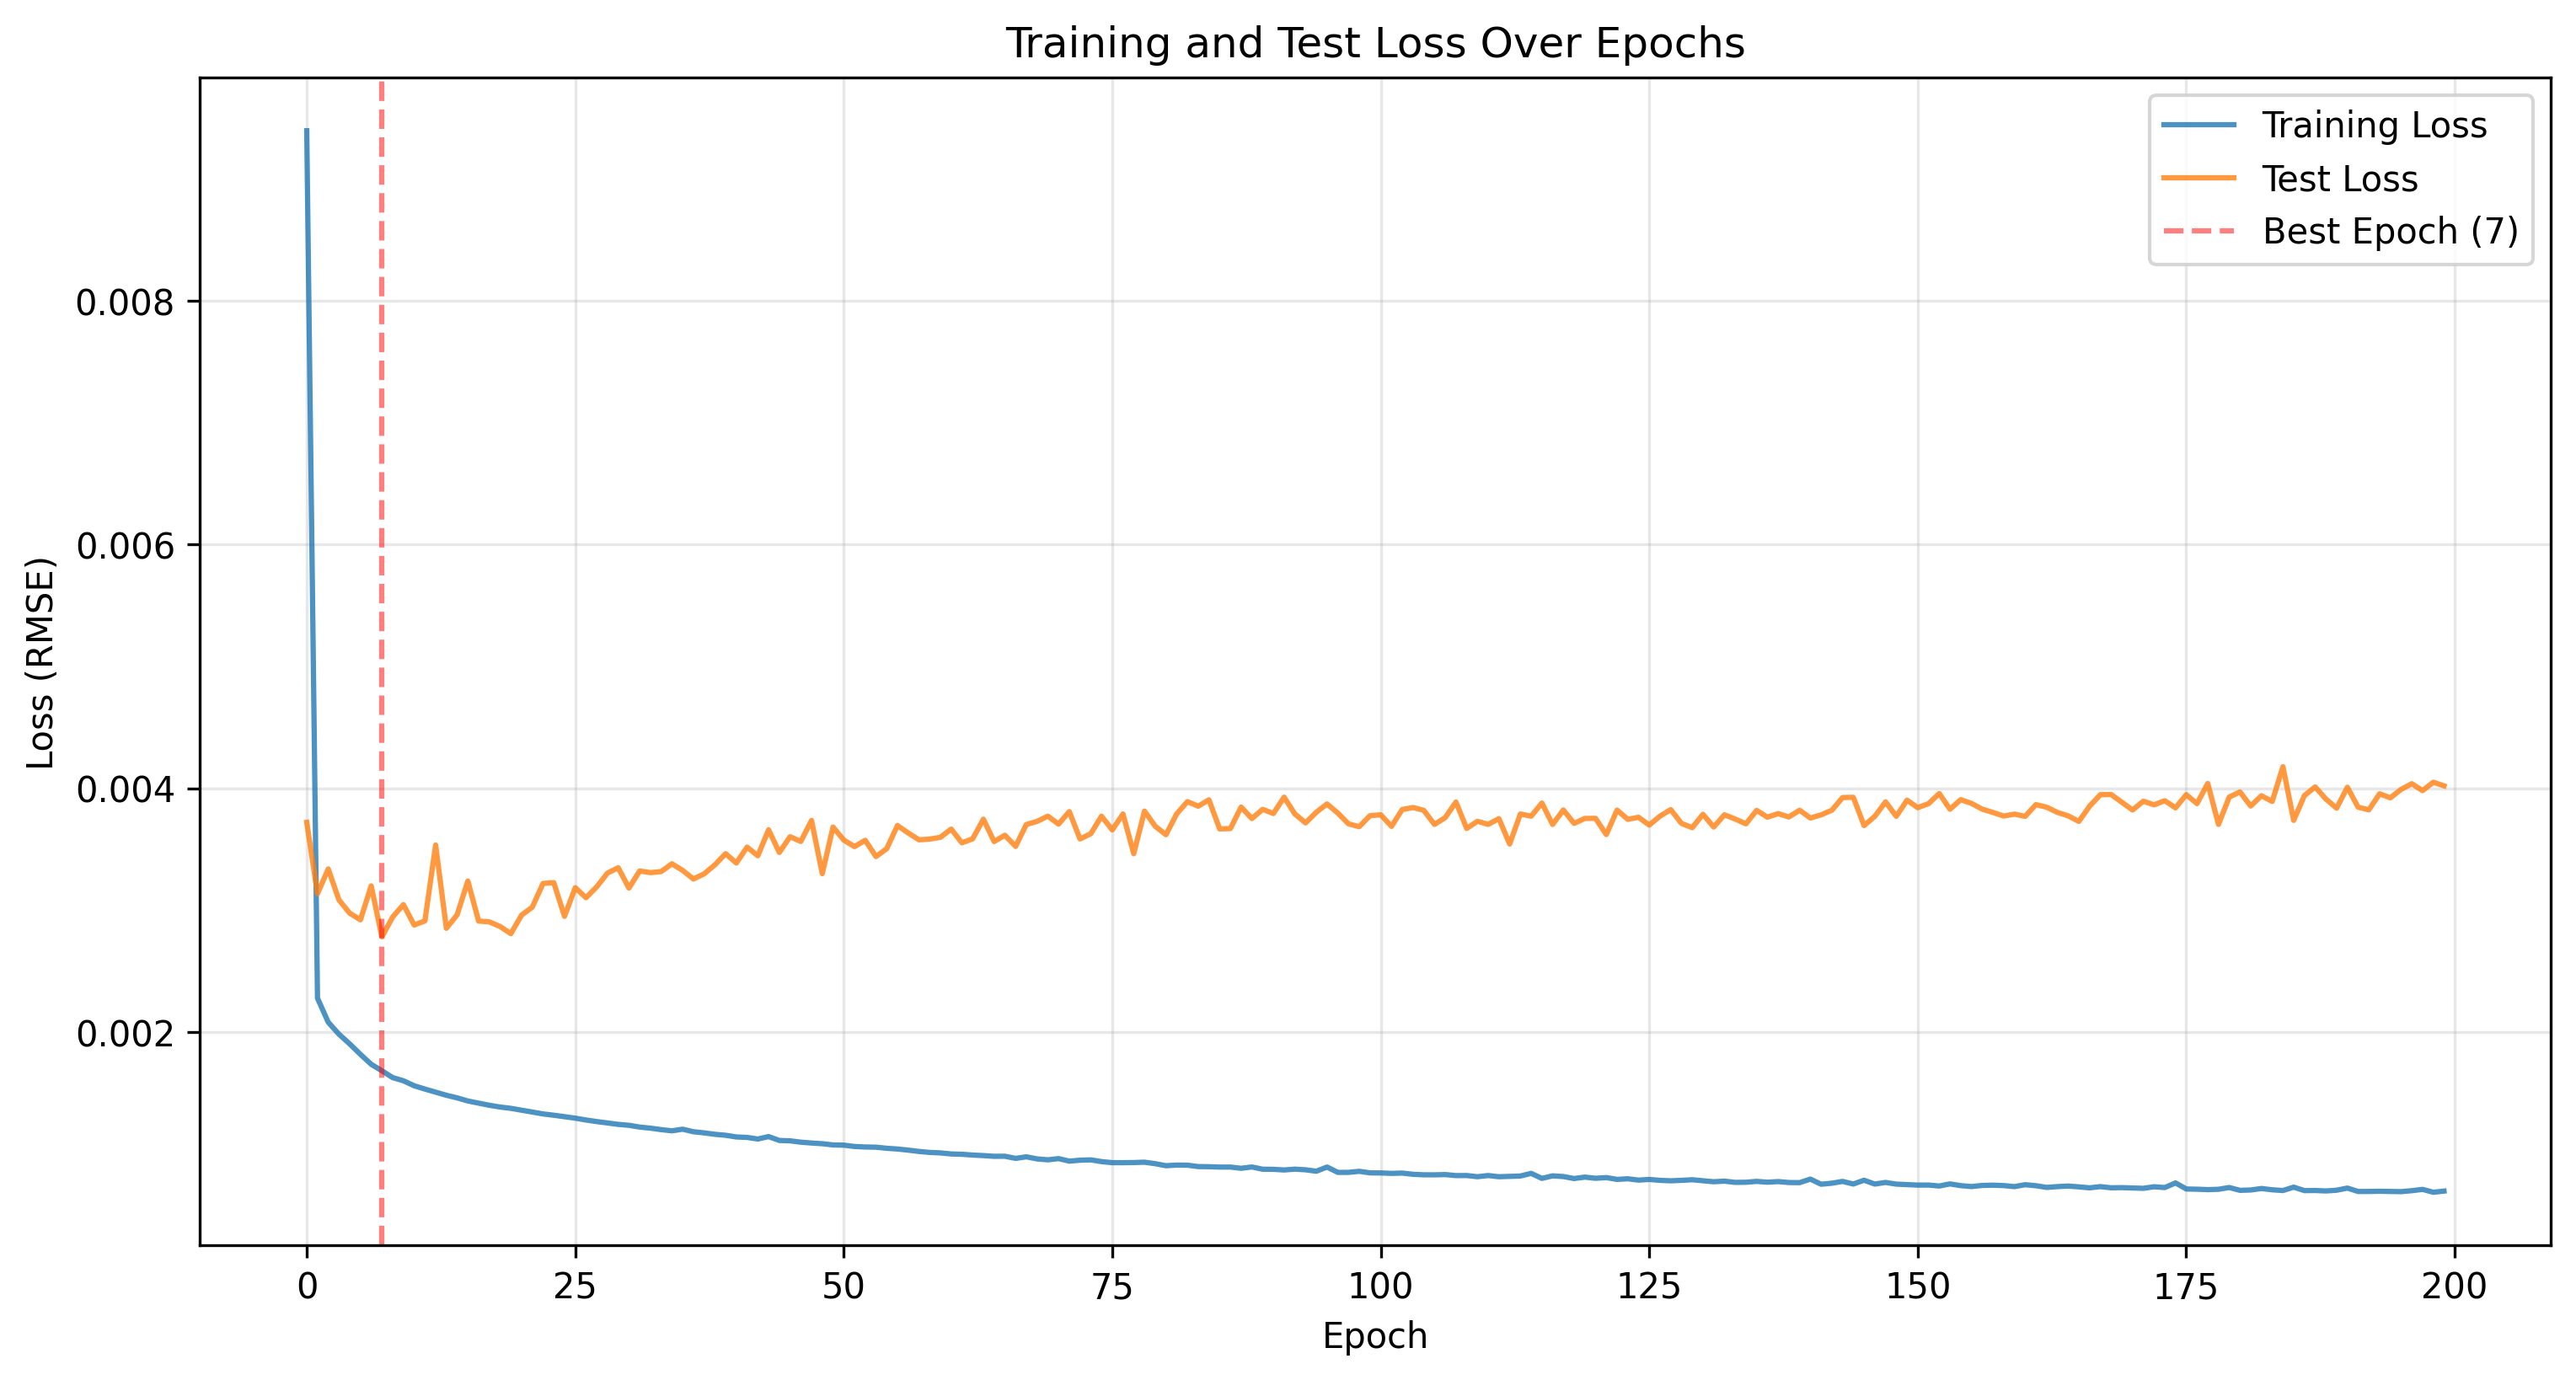 Training and Test Loss Over Epochs
Training Loss
Test Loss
Best Epoch (7)
Loss (RMSE)
0.008
0.006
0.004
0.002
0 25 50 75 100 125 150 175 200
Epoch